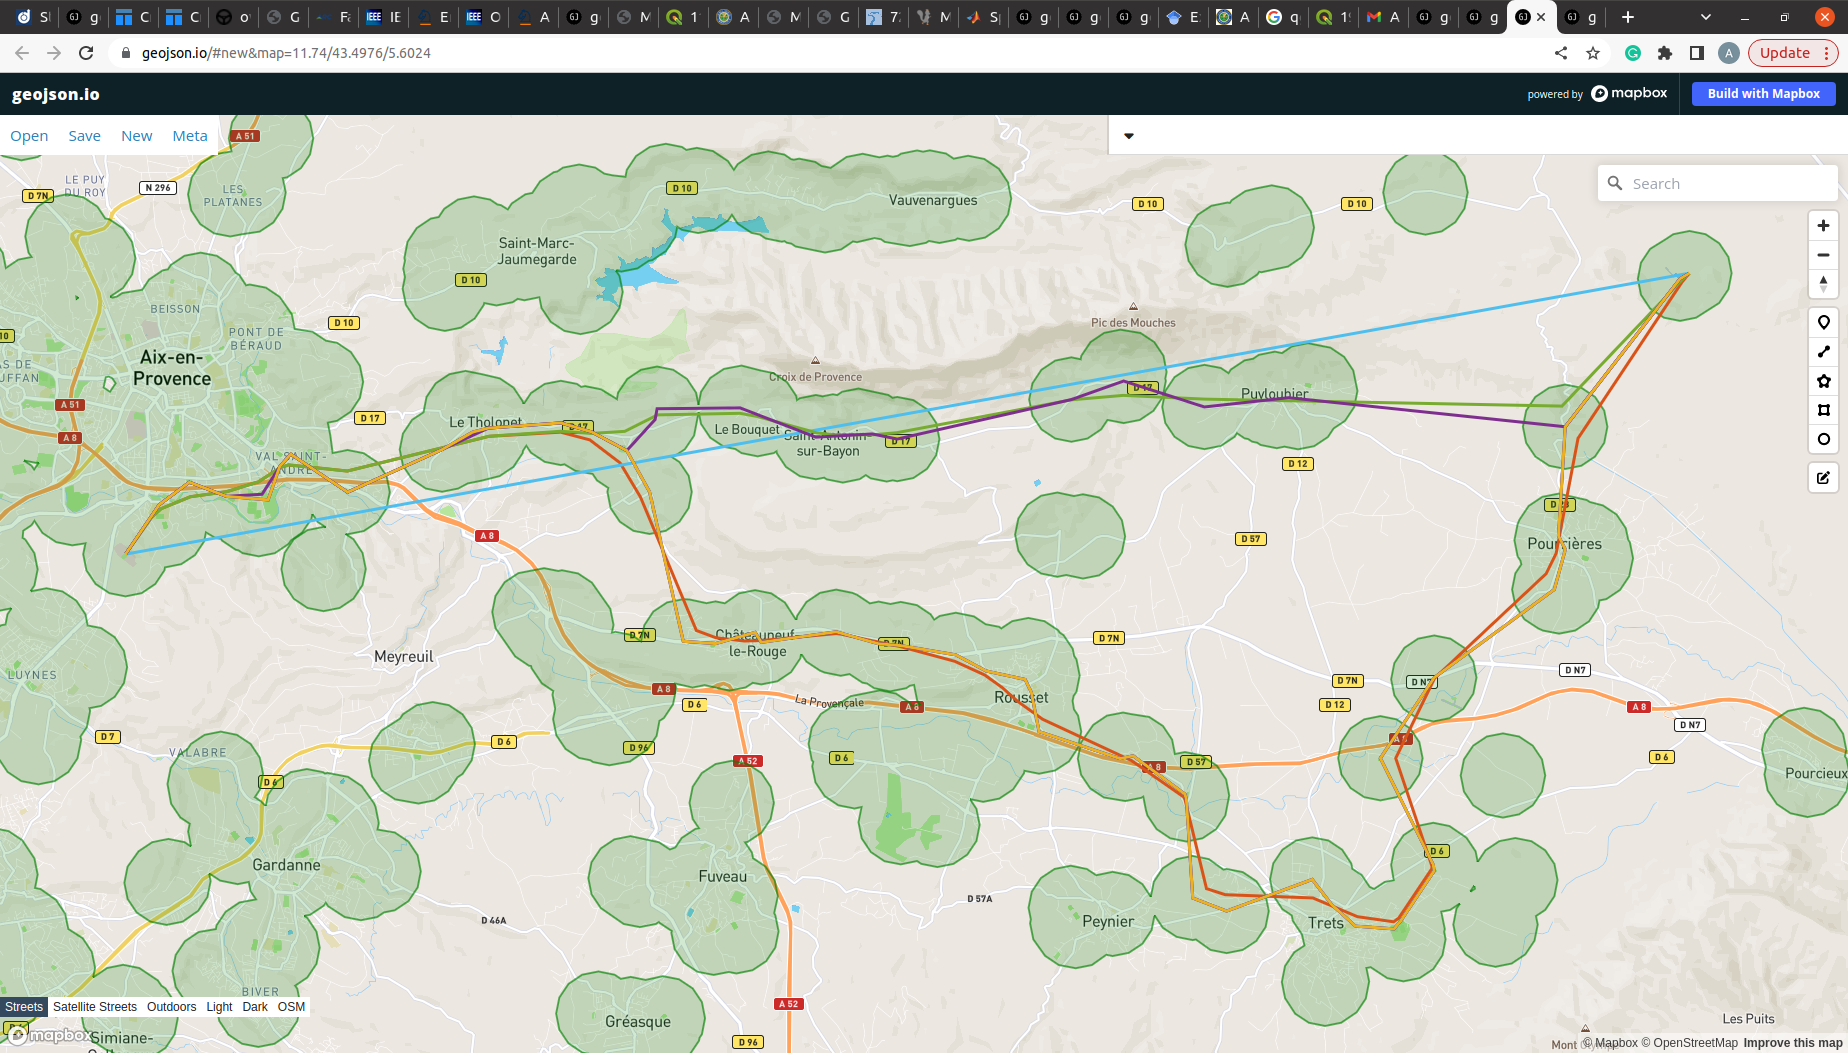 geojson.io/#new&map=11.74/43.4976/5.6024
Update
geojson.io
powered by mapbox
Build with Mapbox
Open Save New Meta
Search
A 51
LE PUY
DU ROY
N 296
D 7N
LES
PLATANES
D 10
Vauvenargues
D 10
D 10
Saint-Marc-
Jaumegarde
D 10
BEISSON
D 10
PONT DE
BÉRAUD
Aix-en-
Provence
Pic des Mouches
Croix de Provence
A 51
D 17
A 8
Le Tholonet
D 17
Le Bouquet
Saint-Antonin-
sur-Bayon
D 17
D 17
Puyloubier
VAL SAINT-
ANDRÉ
D 12
A 8
D 57
Pourrières
D 7N
Châteauneuf-
le-Rouge
D 7N
D 7N
Meyreuil
LUYNES
A 8
D 6
La Provençale
A 8
Rousset
D 7N
D N7
D N7
D 12
A 8
D N7
D 7
VALABRE
D 6
D 96
A 52
D 6
A 8
D 57
D 6
Pourcieux
D 6
D 6
Gardanne
Fuveau
D 46A
D 57A
Peynier
Trets
BIVER
Streets Satellite Streets Outdoors Light Dark OSM
A 52
Gréasque
D 96
Les Puits
mapbox
Simiane-
© Mapbox © OpenStreetMap Improve this map